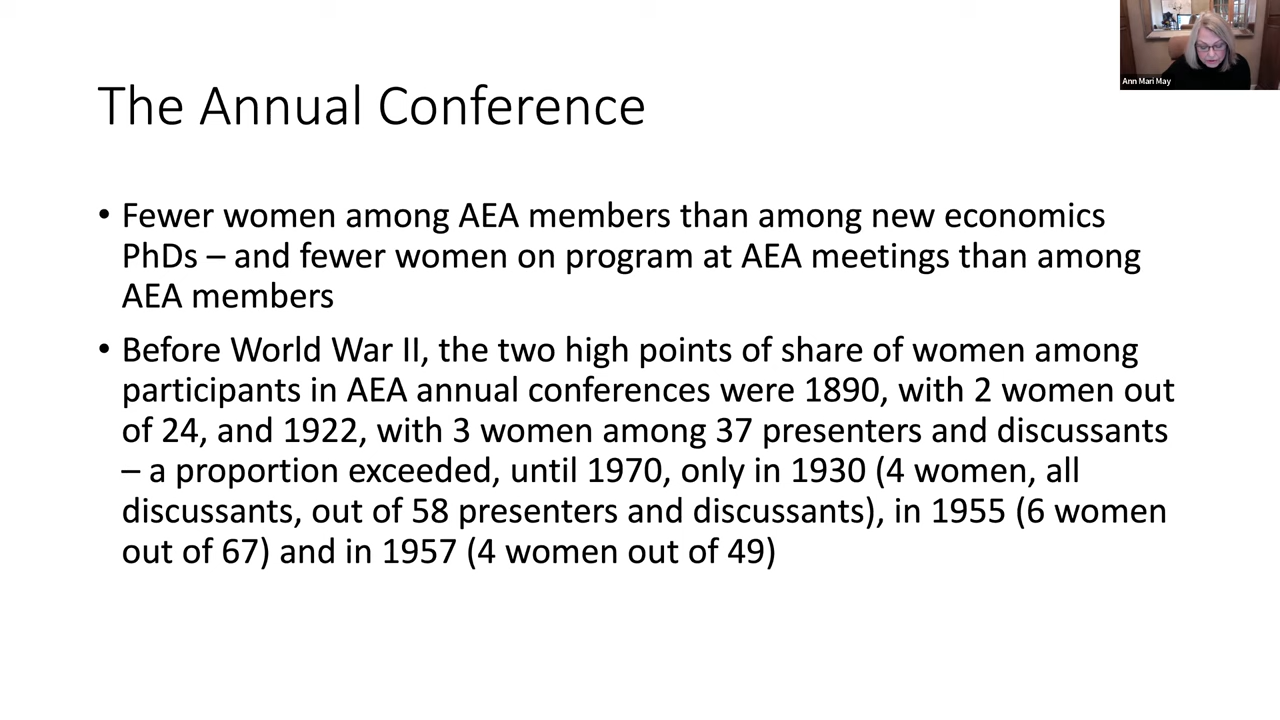 Ann Mari May
The Annual Conference
• Fewer women among AEA members than among new economics
PhDs – and fewer women on program at AEA meetings than among
AEA members
• Before World War II, the two high points of share of women among
participants in AEA annual conferences were 1890, with 2 women out
of 24, and 1922, with 3 women among 37 presenters and discussants
– a proportion exceeded, until 1970, only in 1930 (4 women, all
discussants, out of 58 presenters and discussants), in 1955 (6 women
out of 67) and in 1957 (4 women out of 49)